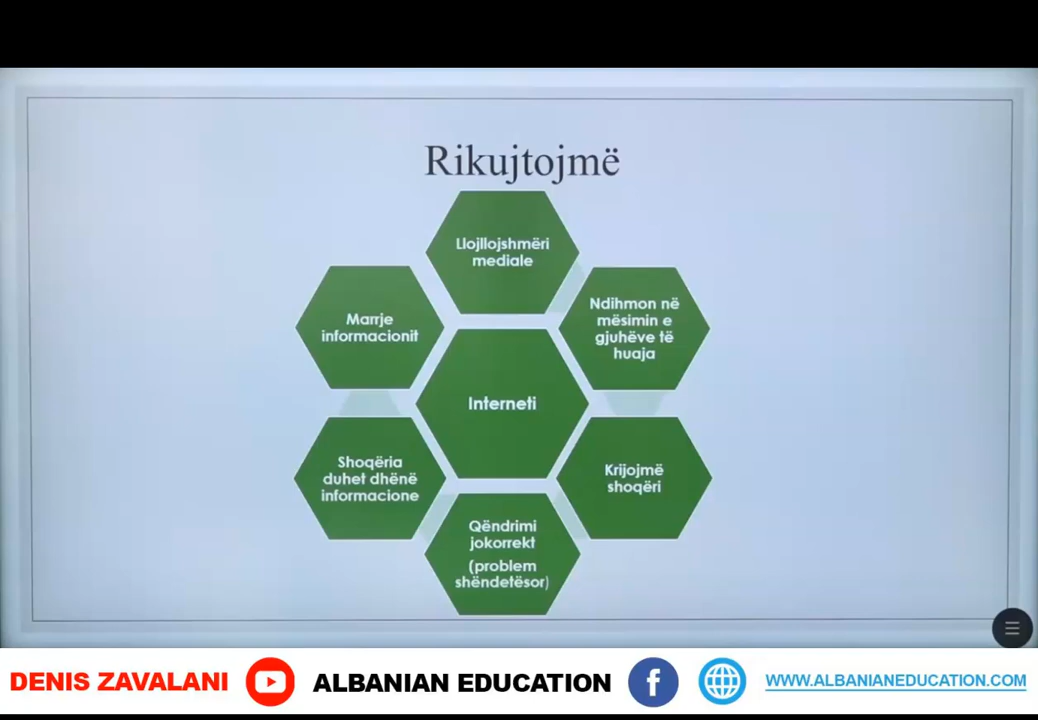 Rikujtojmë
Llojllojshmëri
mediale
Ndihmon në
mësimin e
gjuhëve të
huaja
Krijojmë
shoqëri
Qëndrimi
jokorrekt
(problem
shëndetësor)
Shoqëria
duhet dhënë
informacione
Marrje
informacionit
Interneti
DENIS ZAVALANI
ALBANIAN EDUCATION
WWW.ALBANIANEDUCATION.COM